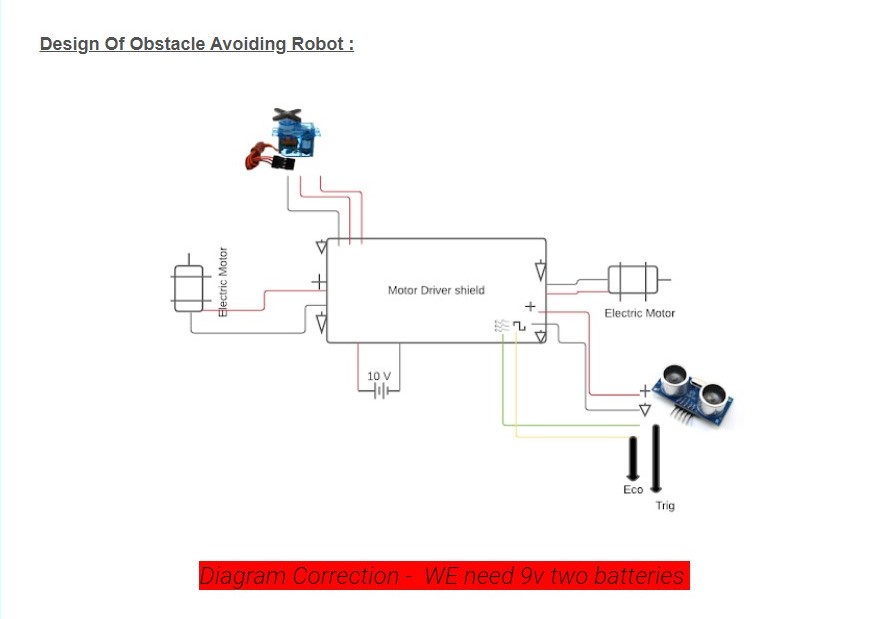 Design Of Obstacle Avoiding Robot :
Electric Motor
Motor Driver shield
Electric Motor
10 V
Eco
Trig
Diagram Correction - WE need 9v two batteries